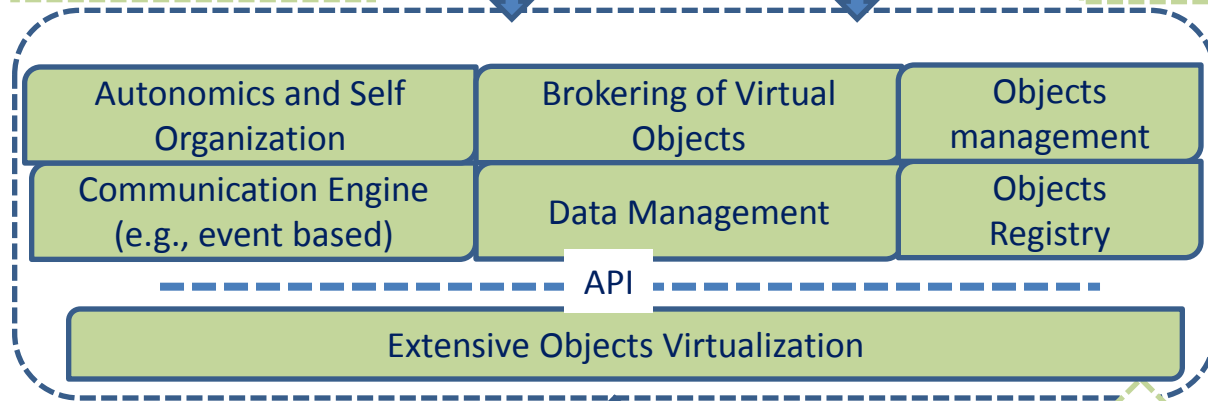 Autonomics and Self
Organization
Brokering of Virtual
Objects
Objects
management
Communication Engine
(e.g., event based)
Data Management
Objects
Registry
API
Extensive Objects Virtualization